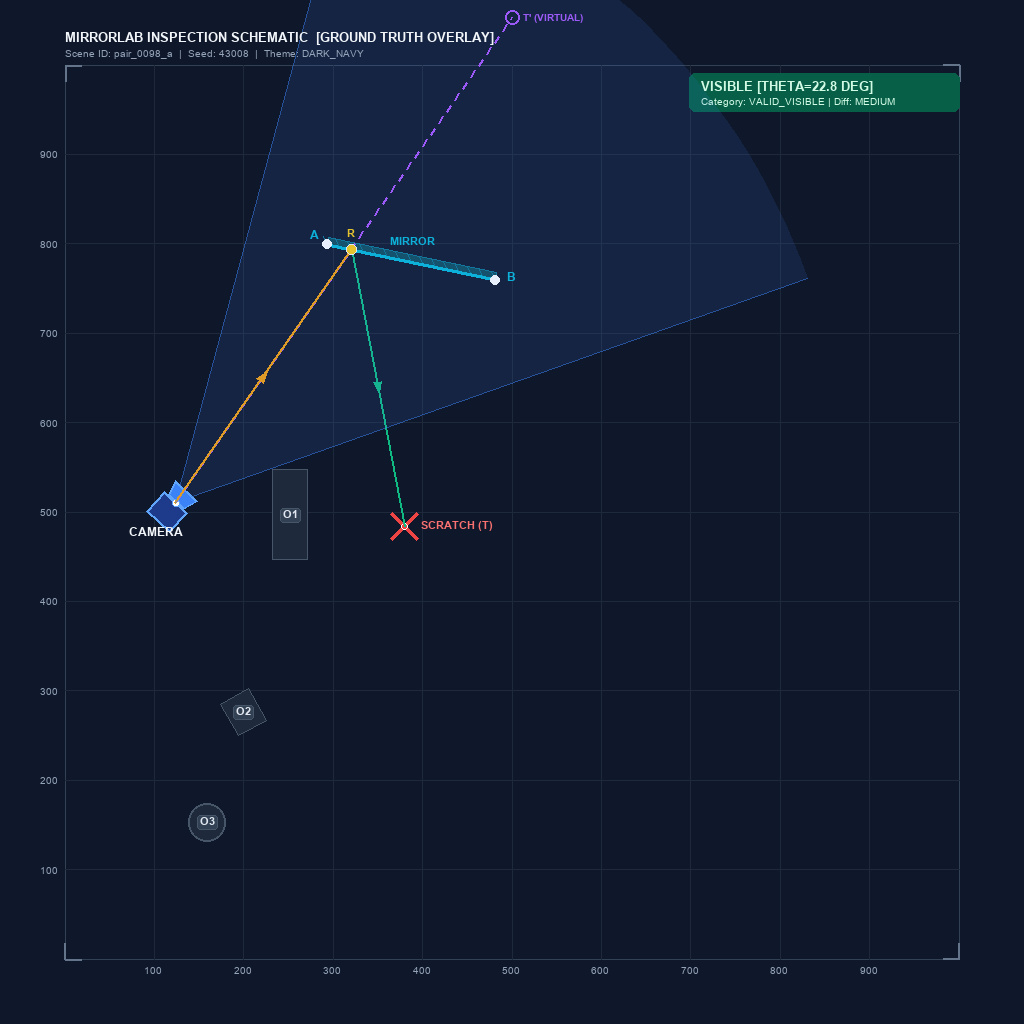 T' (VIRTUAL)
MIRRORLAB INSPECTION SCHEMATIC [GROUND TRUTH OVERLAY]
Scene ID: pair_0098_a | Seed: 43008 | Theme: DARK_NAVY
VISIBLE [THETA=22.8 DEG]
Category: VALID_VISIBLE | Diff: MEDIUM
900
A
R
MIRROR
800
B
700
600
500
O1
SCRATCH (T)
CAMERA
400
300
O2
200
O3
100
100 200 300 400 500 600 700 800 900